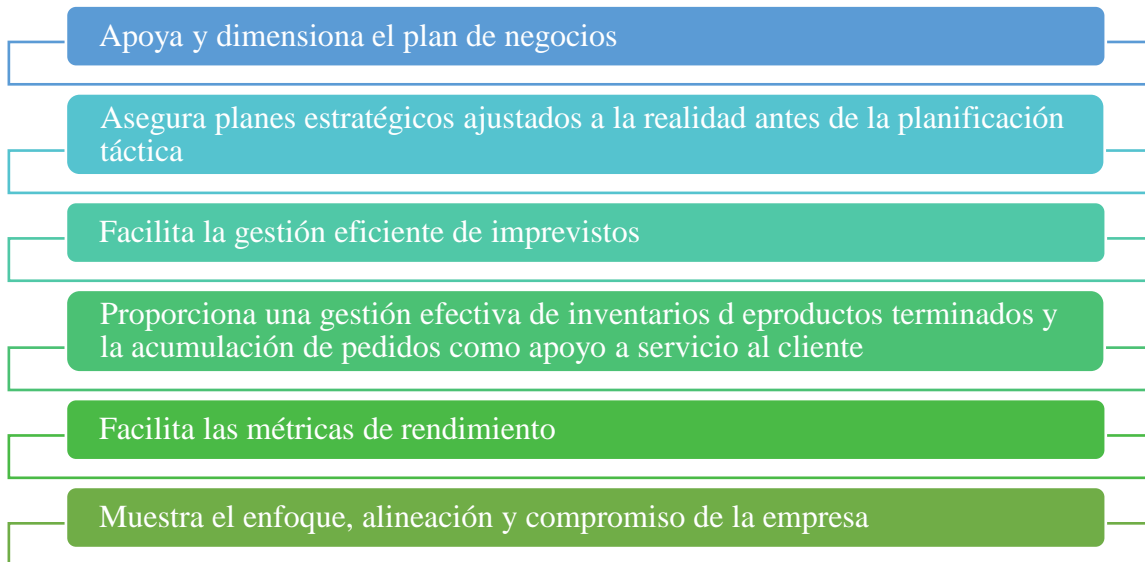 Apoya y dimensiona el plan de negocios
Asegura planes estratégicos ajustados a la realidad antes de la planificación
táctica
Facilita la gestión eficiente de imprevistos
Proporciona una gestión efectiva de inventarios d eproductos terminados y
la acumulación de pedidos como apoyo a servicio al cliente
Facilita las métricas de rendimiento
Muestra el enfoque, alineación y compromiso de la empresa